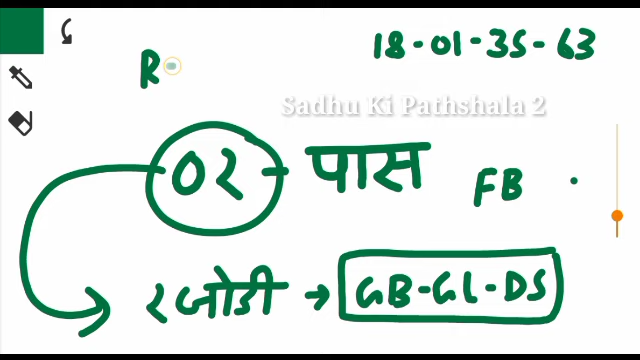 18-01-35-63
R
Sadhu Ki Pathshala 2
०२- पास FB
२ जोडी → GB-GL-DS